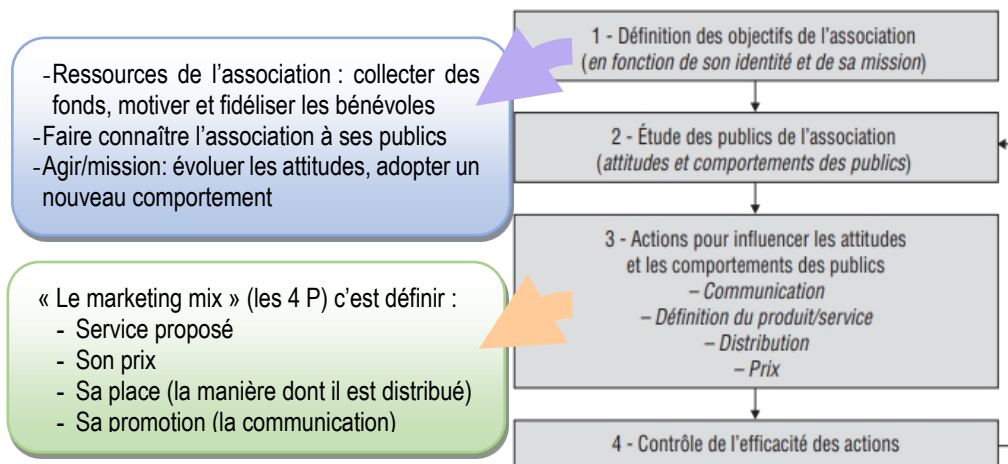 -Ressources de l’association : collecter des
fonds, motiver et fidéliser les bénévoles
-Faire connaître l’association à ses publics
-Agir/mission: évoluer les attitudes, adopter un
nouveau comportement
« Le marketing mix » (les 4 P) c’est définir :
- Service proposé
- Son prix
- Sa place (la manière dont il est distribué)
- Sa promotion (la communication)
1 - Définition des objectifs de l’association
(en fonction de son identité et de sa mission)
2 - Étude des publics de l’association
(attitudes et comportements des publics)
3 - Actions pour influencer les attitudes
et les comportements des publics
– Communication
– Définition du produit/service
– Distribution
– Prix
4 - Contrôle de l’efficacité des actions